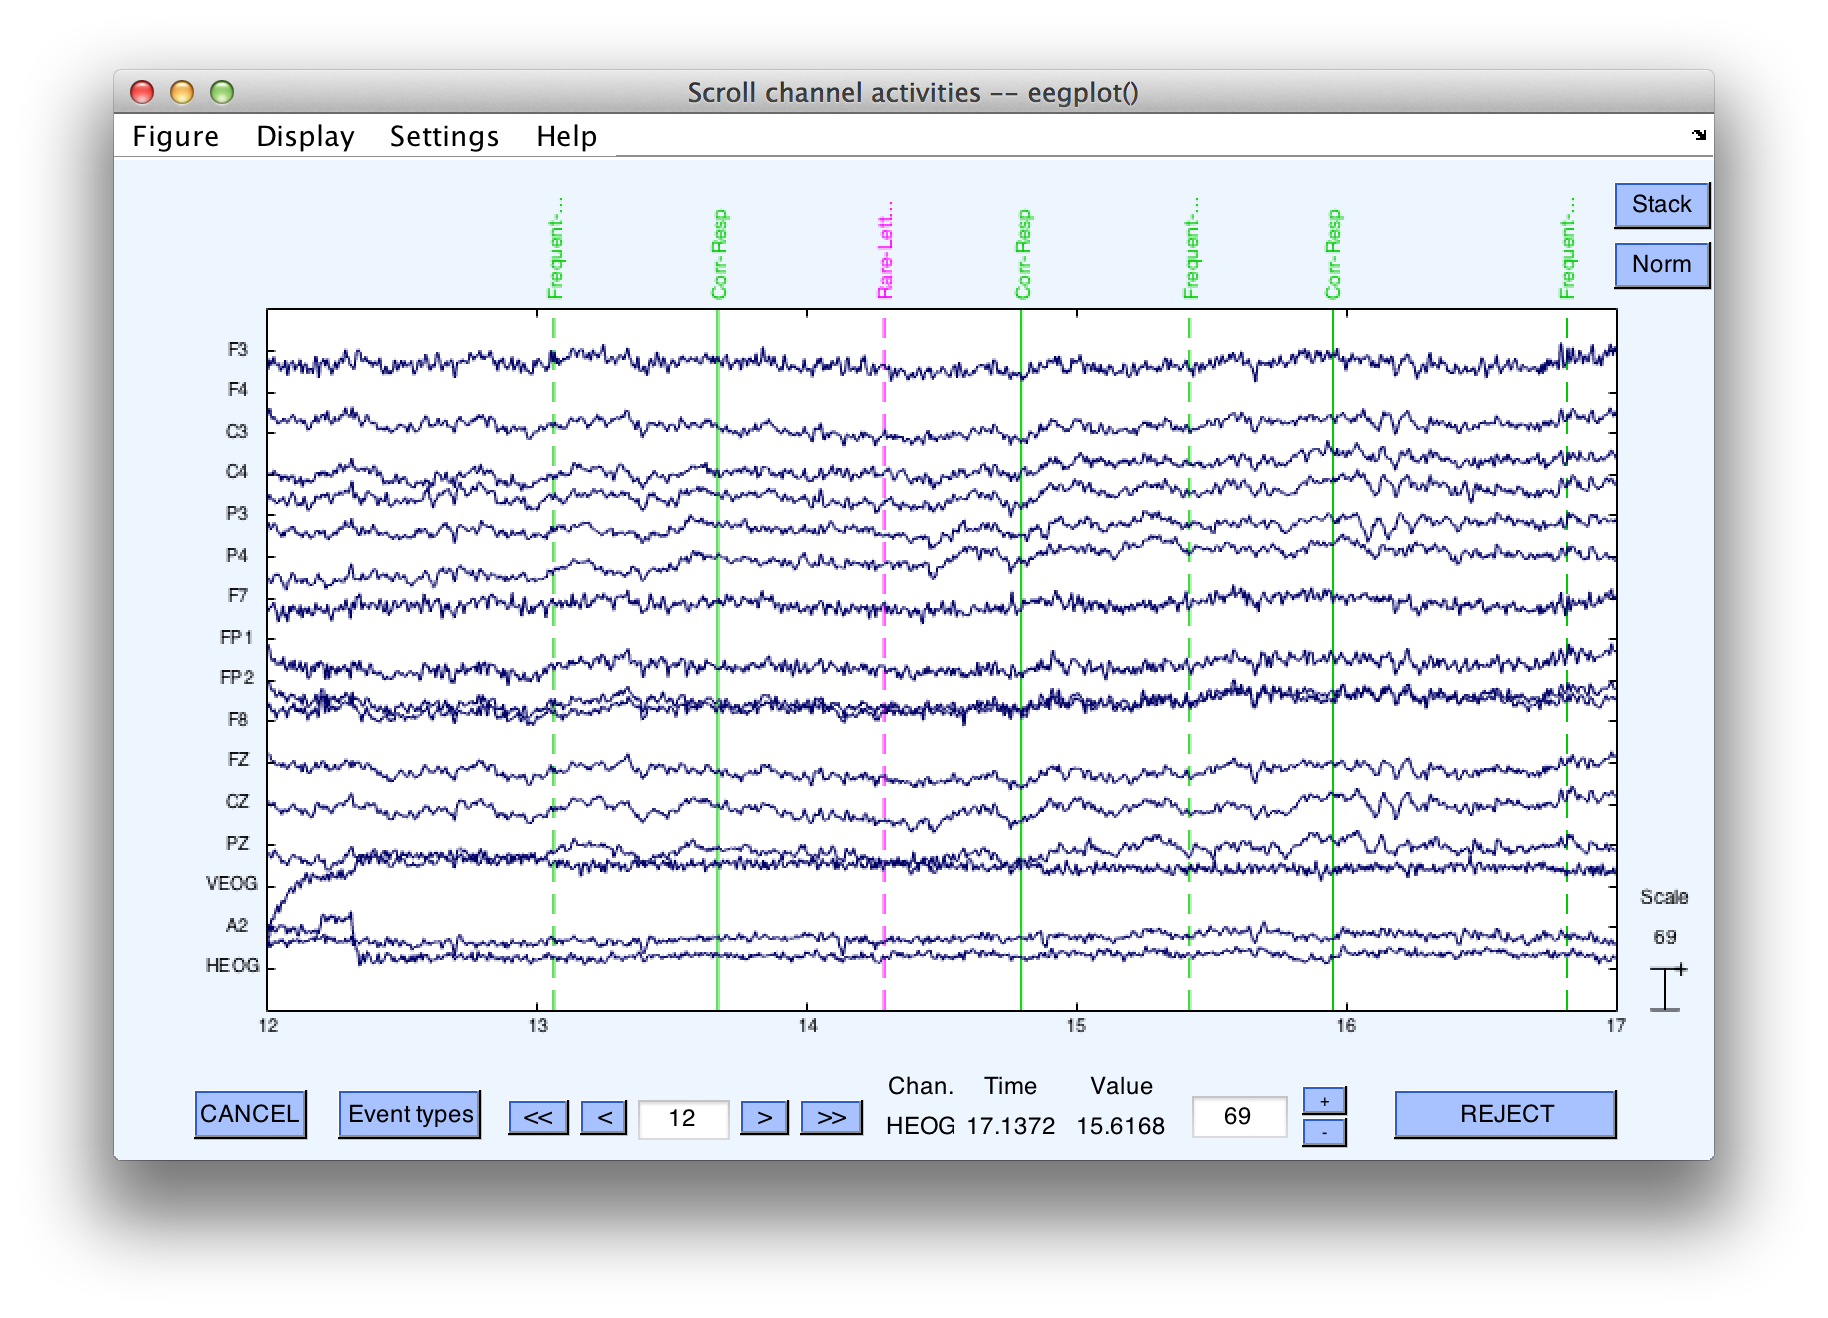 Scroll channel activities -- eegplot()
Figure Display Settings Help
Frequent-... Corr-Resp Rare-Lett... Corr-Resp Frequent-... Corr-Resp Frequent-...
Stack
Norm
F3
F4
C3
C4
P3
P4
F7
FP1
FP2
F8
FZ
CZ
PZ
VEOG
A2
HEOG
Scale
69
+
12 13 14 15 16 17
Chan. Time Value
CANCEL Event types << < 12 > >> HEOG 17.1372 15.6168 69 + - REJECT